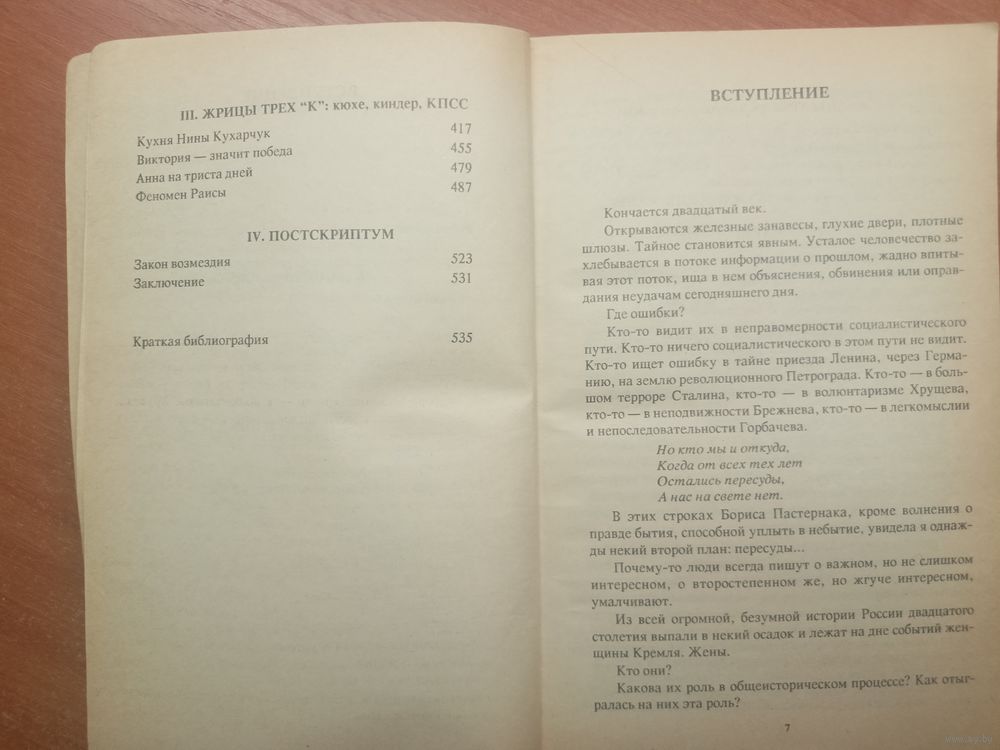 III. ЖРИЦЫ ТРЕХ “К”: кюхе, киндер, КПСС
Кухня Нины Кухарчук 417
Виктория — значит победа 455
Анна на триста дней 479
Феномен Раисы 487
IV. ПОСТСКРИПТУМ
Закон возмездия 523
Заключение 531
Краткая библиография 535
ВСТУПЛЕНИЕ
Кончается двадцатый век.
Открываются железные занавесы, глухие двери, плотные
шлюзы. Тайное становится явным. Усталое человечество за-
хлебывается в потоке информации о прошлом, жадно впиты-
вая этот поток, ища в нем объяснения, обвинения или оправ-
дания неудачам сегодняшнего дня.
Где ошибки?
Кто-то видит их в неправомерности социалистического
пути. Кто-то ничего социалистического в этом пути не видит.
Кто-то ищет ошибку в тайне приезда Ленина, через Герма-
нию, на землю революционного Петрограда. Кто-то — в боль-
шом терроре Сталина, кто-то — в волюнтаризме Хрущева,
кто-то — в неподвижности Брежнева, кто-то — в легкомыслии
и непоследовательности Горбачева.
Но кто мы и откуда,
Когда от всех тех лет
Остались пересуды,
А нас на свете нет.
В этих строках Бориса Пастернака, кроме волнения о
правде бытия, способной уплыть в небытие, увидела я однаж-
ды некий второй план: пересуды...
Почему-то люди всегда пишут о важном, но не слишком
интересном, о второстепенном же, но жгуче интересном,
умалчивают.
Из всей огромной, безумной истории России двадцатого
столетия выпали в некий осадок и лежат на дне событий жен-
щины Кремля. Жены.
Кто они?
Какова их роль в общеисторическом процессе? Как отыг-
ралась на них эта роль?
7
www.ay.by